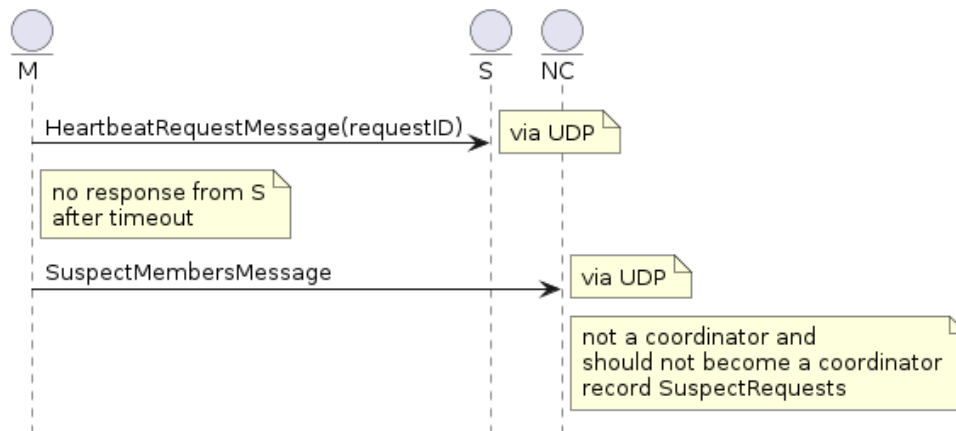 M
S
NC
HeartbeatRequestMessage(requestID)
via UDP
no response from S
after timeout
SuspectMembersMessage
via UDP
not a coordinator and
should not become a coordinator
record SuspectRequests